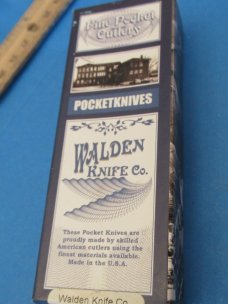 Fine Pocket
Cutlery
POCKETKNIVES
WALDEN
KNIFE Co.
These Pocket Knives are
proudly made by skilled
American cutlers using the
finest materials available.
Made in the U.S.A.
Walden Knife Co.